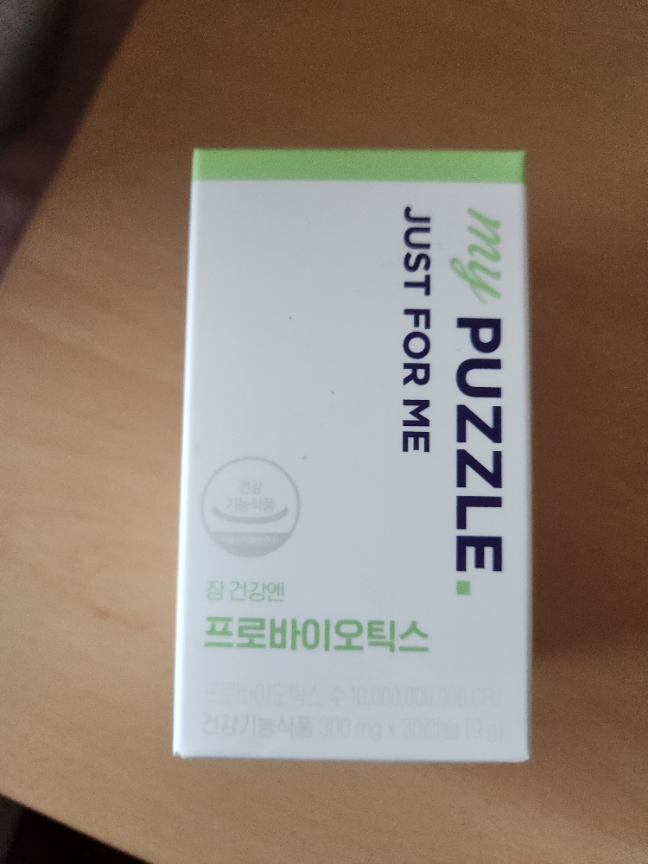 my PUZZLE.
JUST FOR ME
건강
기능식품
장 건강엔
프로바이오틱스
프로바이오틱스 수 10,000,000,000 CFU
건강기능식품 300 mg x 30캡슐 (9 g)